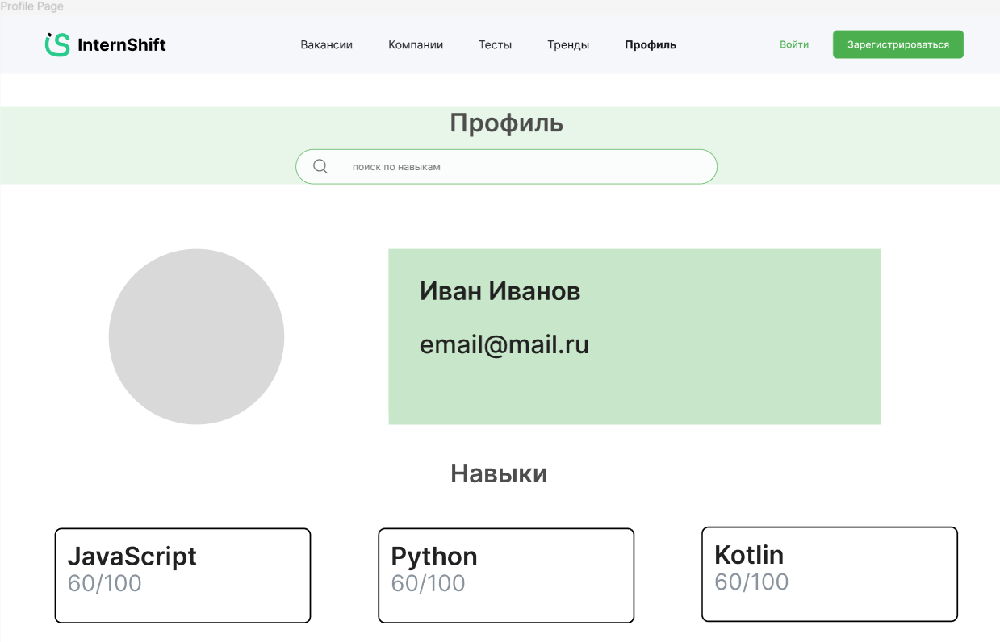 Profile Page
InternShift
Вакансии Компании Тесты Тренды Профиль Войти Зарегистрироваться
Профиль
поиск по навыкам
Иван Иванов
email@mail.ru
Навыки
JavaScript
60/100
Python
60/100
Kotlin
60/100